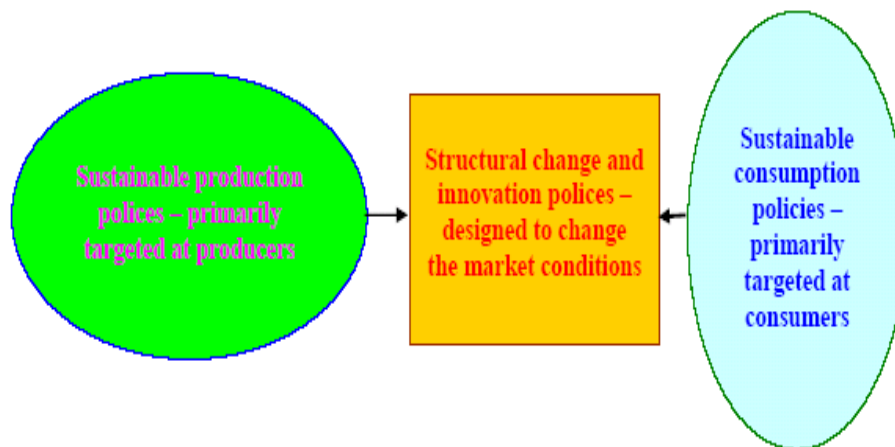 Sustainable production
polices – primarily
targeted at producers
Structural change and
innovation polices –
designed to change
the market conditions
Sustainable
consumption
policies –
primarily
targeted at
consumers